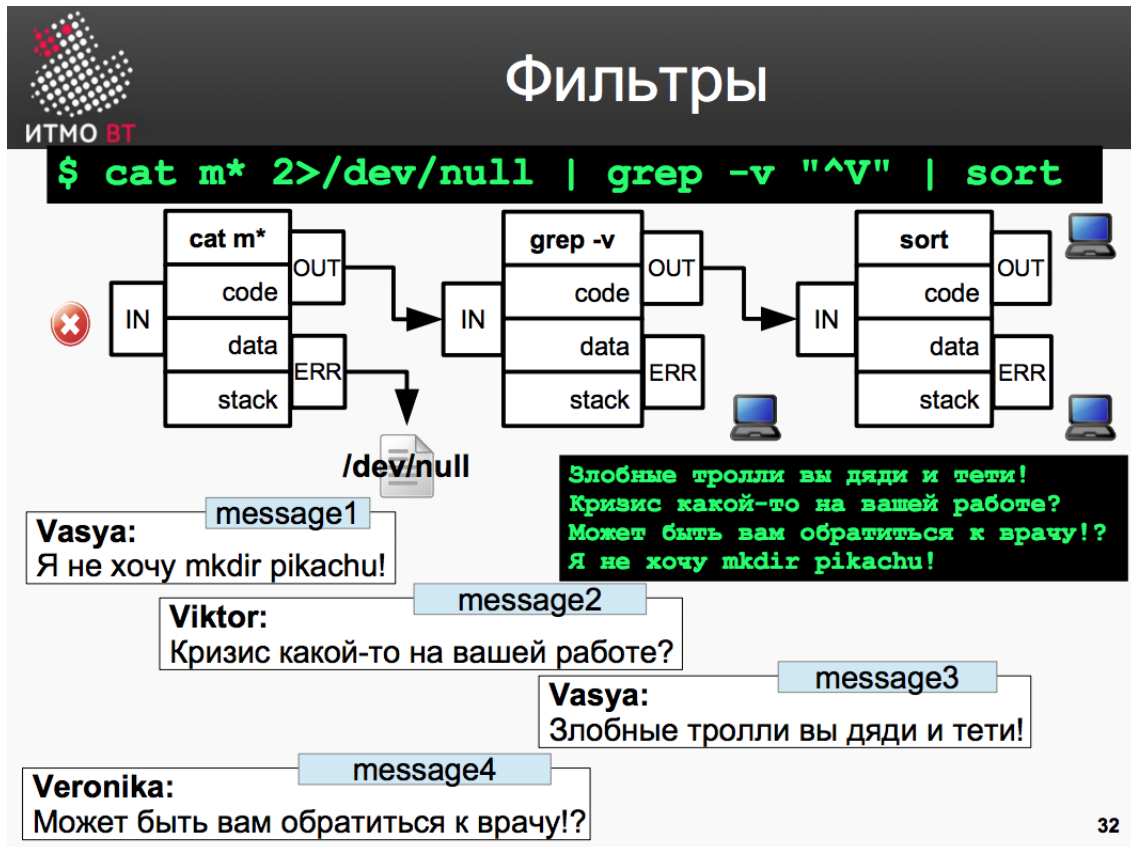 ИТМО ВТ
Фильтры
$ cat m* 2>/dev/null | grep -v "^V" | sort
cat m*
code
data
stack
IN
OUT
ERR
grep -v
code
data
stack
IN
OUT
ERR
sort
code
data
stack
IN
OUT
ERR
/dev/null
Злобные тролли вы дяди и тети!
Кризис какой-то на вашей работе?
Может быть вам обратиться к врачу!?
Я не хочу mkdir pikachu!
message1
Vasya:
Я не хочу mkdir pikachu!
message2
Viktor:
Кризис какой-то на вашей работе?
message3
Vasya:
Злобные тролли вы дяди и тети!
message4
Veronika:
Может быть вам обратиться к врачу!?
32